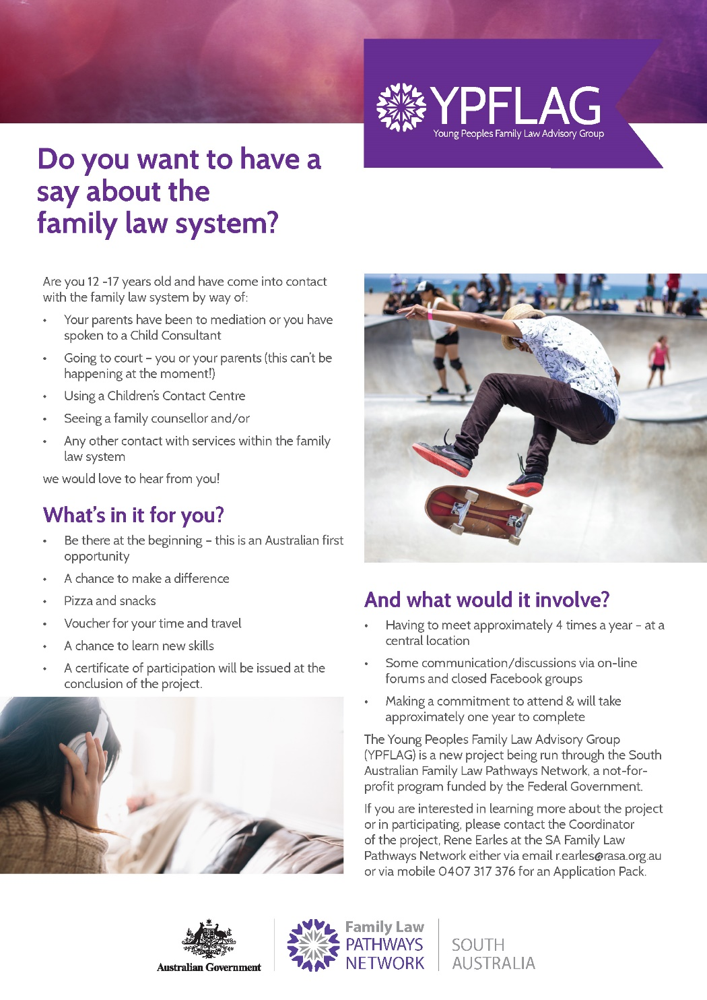 YPFLAG
Young Peoples Family Law Advisory Group
Do you want to have a
say about the
family law system?
Are you 12 -17 years old and have come into contact
with the family law system by way of:
• Your parents have been to mediation or you have
spoken to a Child Consultant
• Going to court – you or your parents (this can't be
happening at the moment!)
• Using a Children's Contact Centre
• Seeing a family counsellor and/or
• Any other contact with services within the family
law system
we would love to hear from you!
What's in it for you?
• Be there at the beginning – this is an Australian first
opportunity
• A chance to make a difference
• Pizza and snacks
• Voucher for your time and travel
• A chance to learn new skills
• A certificate of participation will be issued at the
conclusion of the project.
And what would it involve?
• Having to meet approximately 4 times a year – at a
central location
• Some communication/discussions via on-line
forums and closed Facebook groups
• Making a commitment to attend & will take
approximately one year to complete
The Young Peoples Family Law Advisory Group
(YPFLAG) is a new project being run through the South
Australian Family Law Pathways Network, a not-for-
profit program funded by the Federal Government.
If you are interested in learning more about the project
or in participating, please contact the Coordinator
of the project, Rene Earles at the SA Family Law
Pathways Network either via email r.earles@rasa.org.au
or via mobile 0407 317 376 for an Application Pack.
Australian Government
Family Law
PATHWAYS
NETWORK
SOUTH
AUSTRALIA